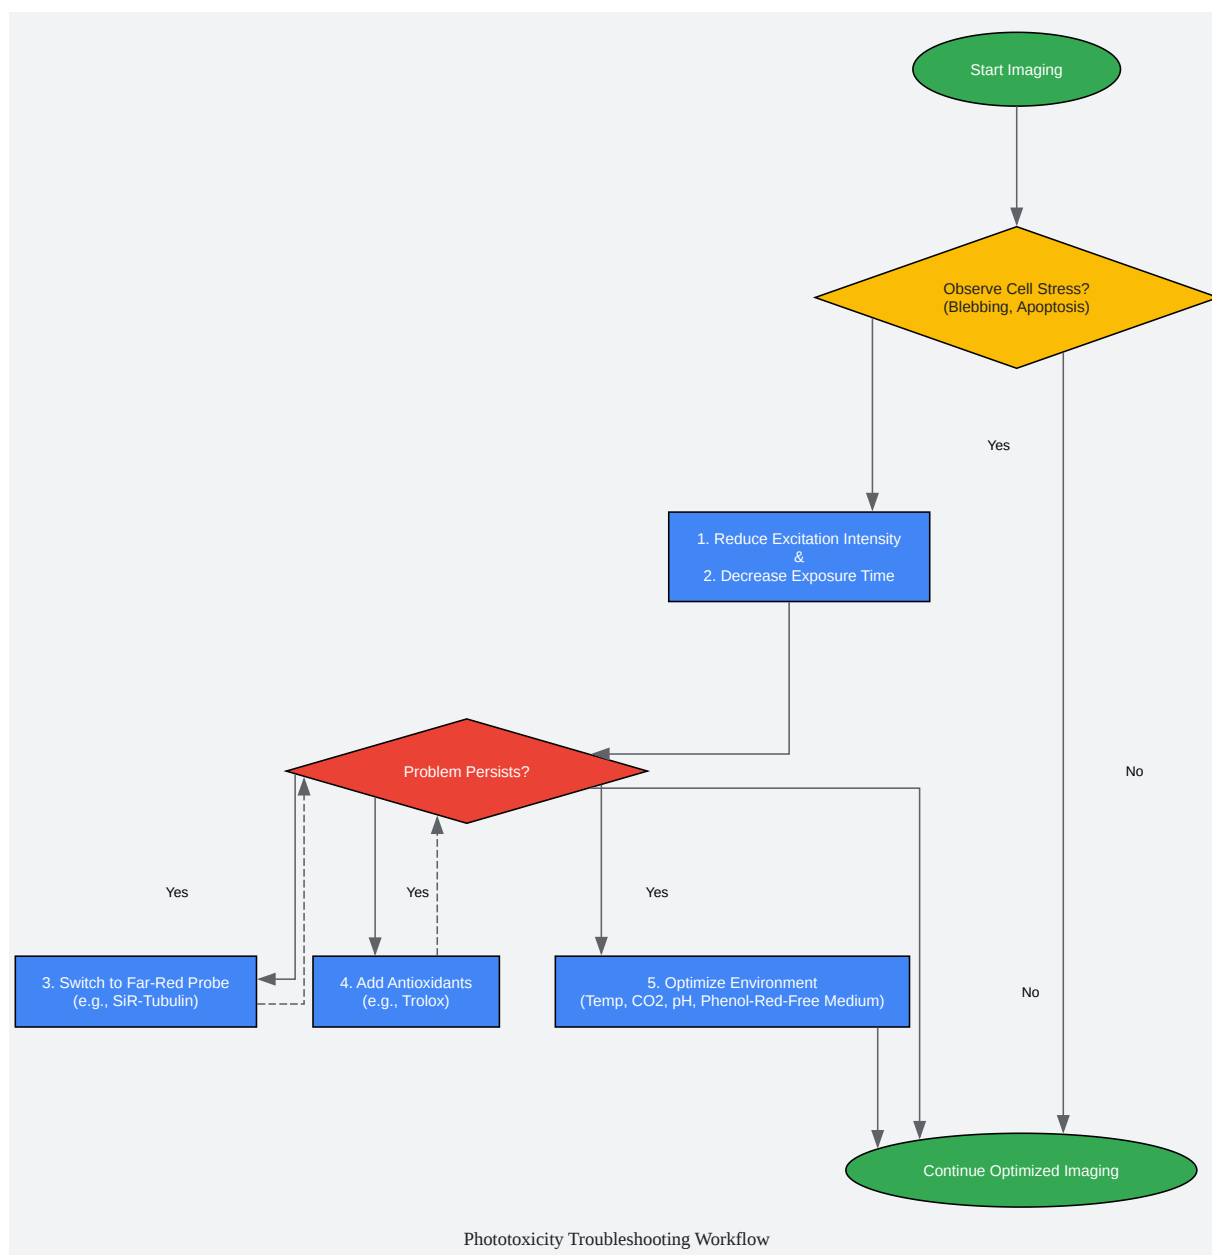 Start Imaging
Observe Cell Stress?
(Blebbing, Apoptosis)
Yes
1. Reduce Excitation Intensity
&
2. Decrease Exposure Time
Problem Persists?
No
Yes
Yes
Yes
3. Switch to Far-Red Probe
(e.g., SiR-Tubulin)
4. Add Antioxidants
(e.g., Trolox)
5. Optimize Environment
(Temp, CO2, pH, Phenol-Red-Free Medium)
No
Continue Optimized Imaging
Phototoxicity Troubleshooting Workflow